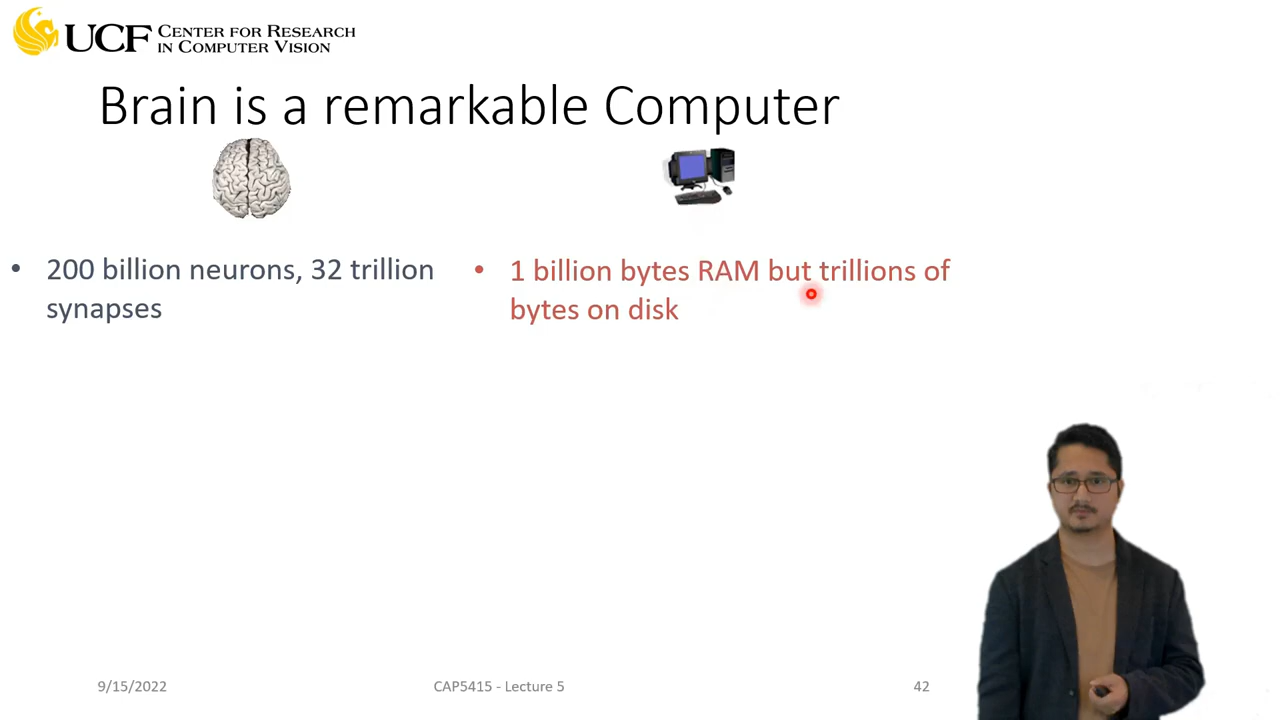 UCF CENTER FOR RESEARCH
IN COMPUTER VISION
Brain is a remarkable Computer
• 200 billion neurons, 32 trillion
synapses
• 1 billion bytes RAM but trillions of
bytes on disk
9/15/2022
CAP5415 - Lecture 5
42